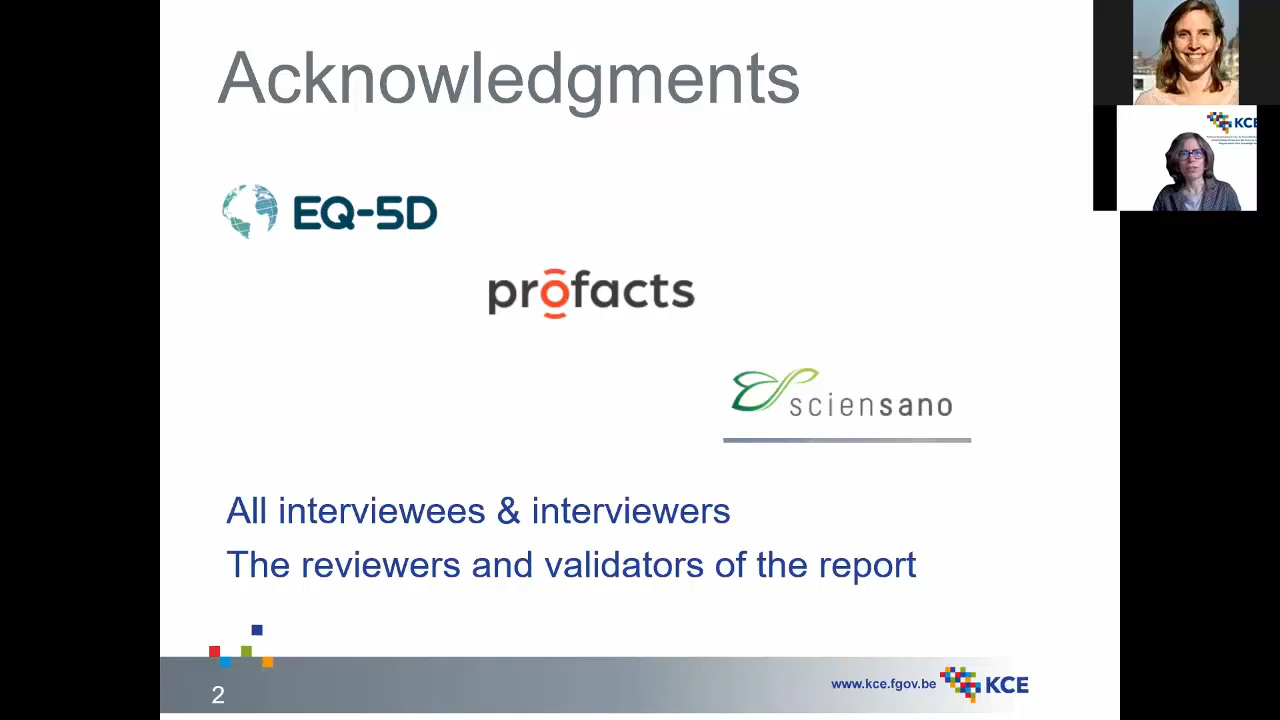 Acknowledgments
EQ-5D
profacts
sciensano
All interviewees & interviewers
The reviewers and validators of the report
2
www.kce.fgov.be
KCE
KCE